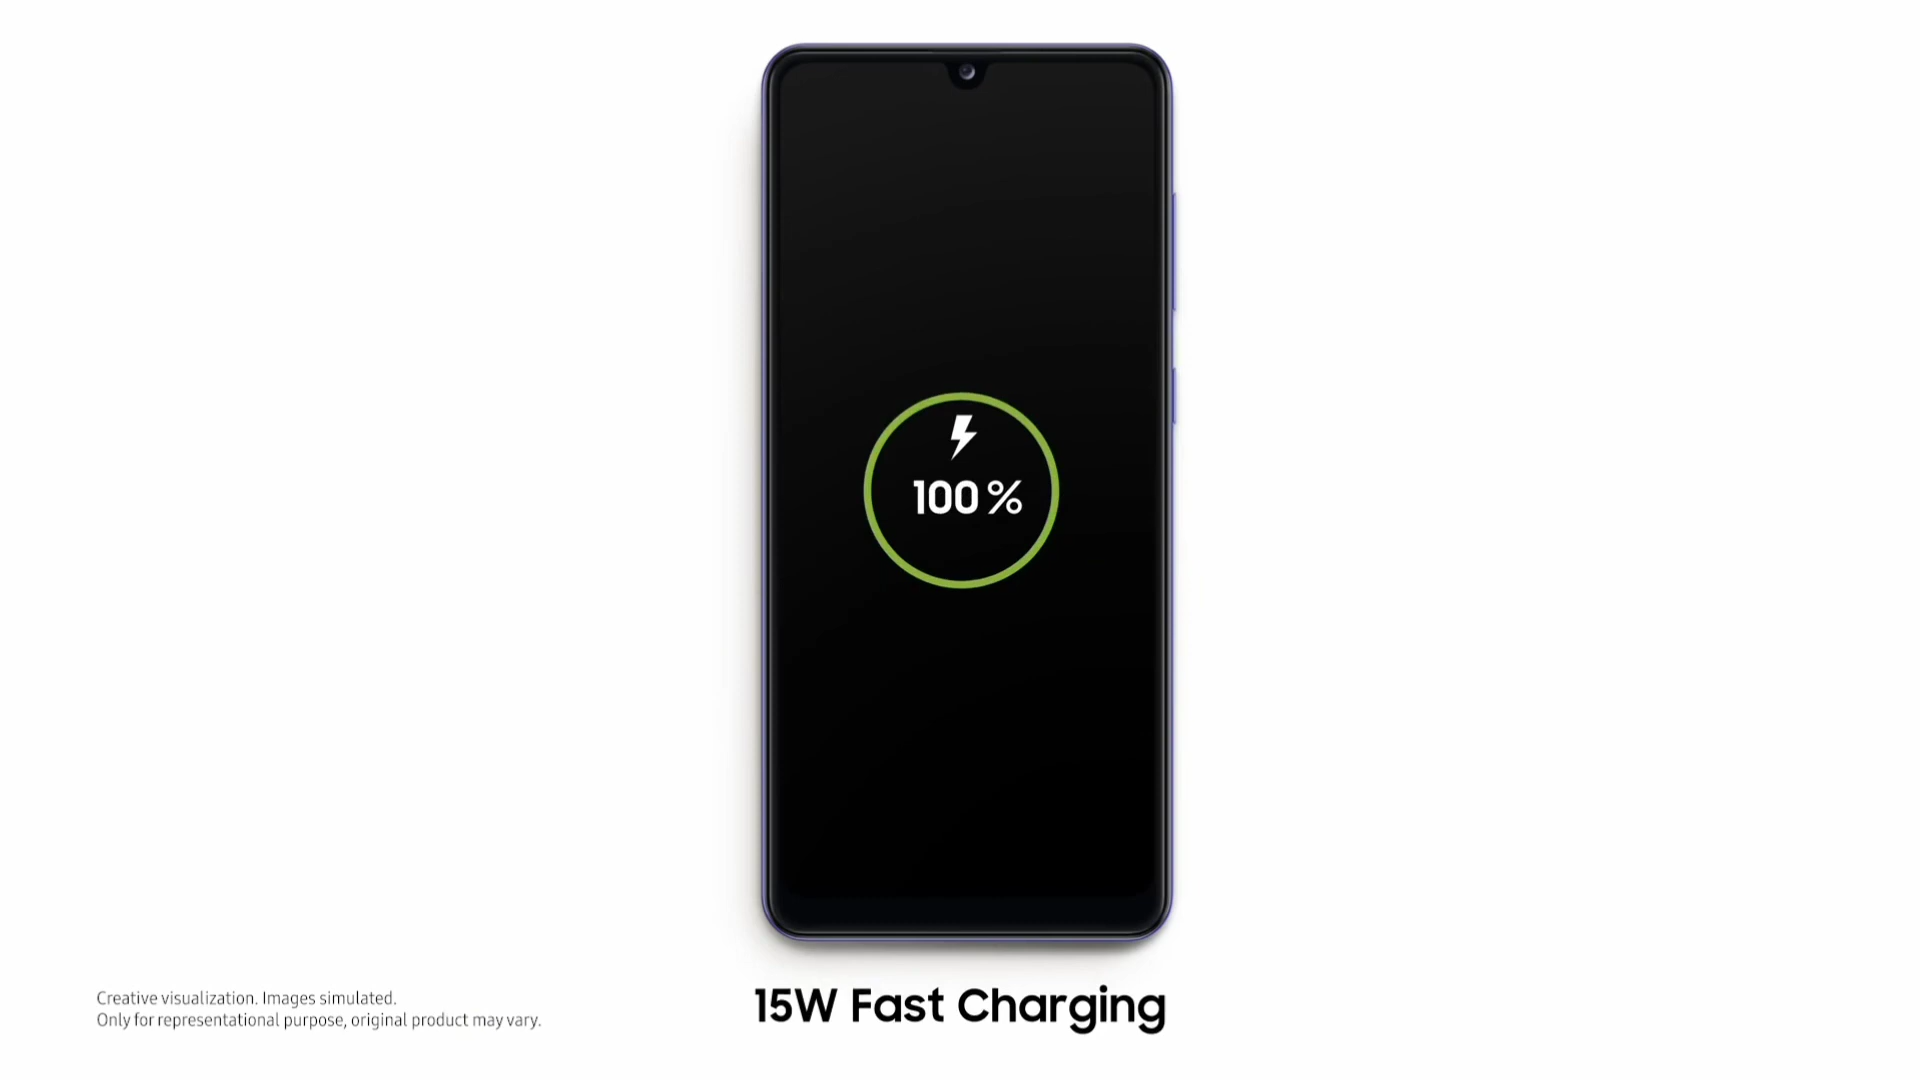 100 %
15W Fast Charging
Creative visualization. Images simulated.
Only for representational purpose, original product may vary.